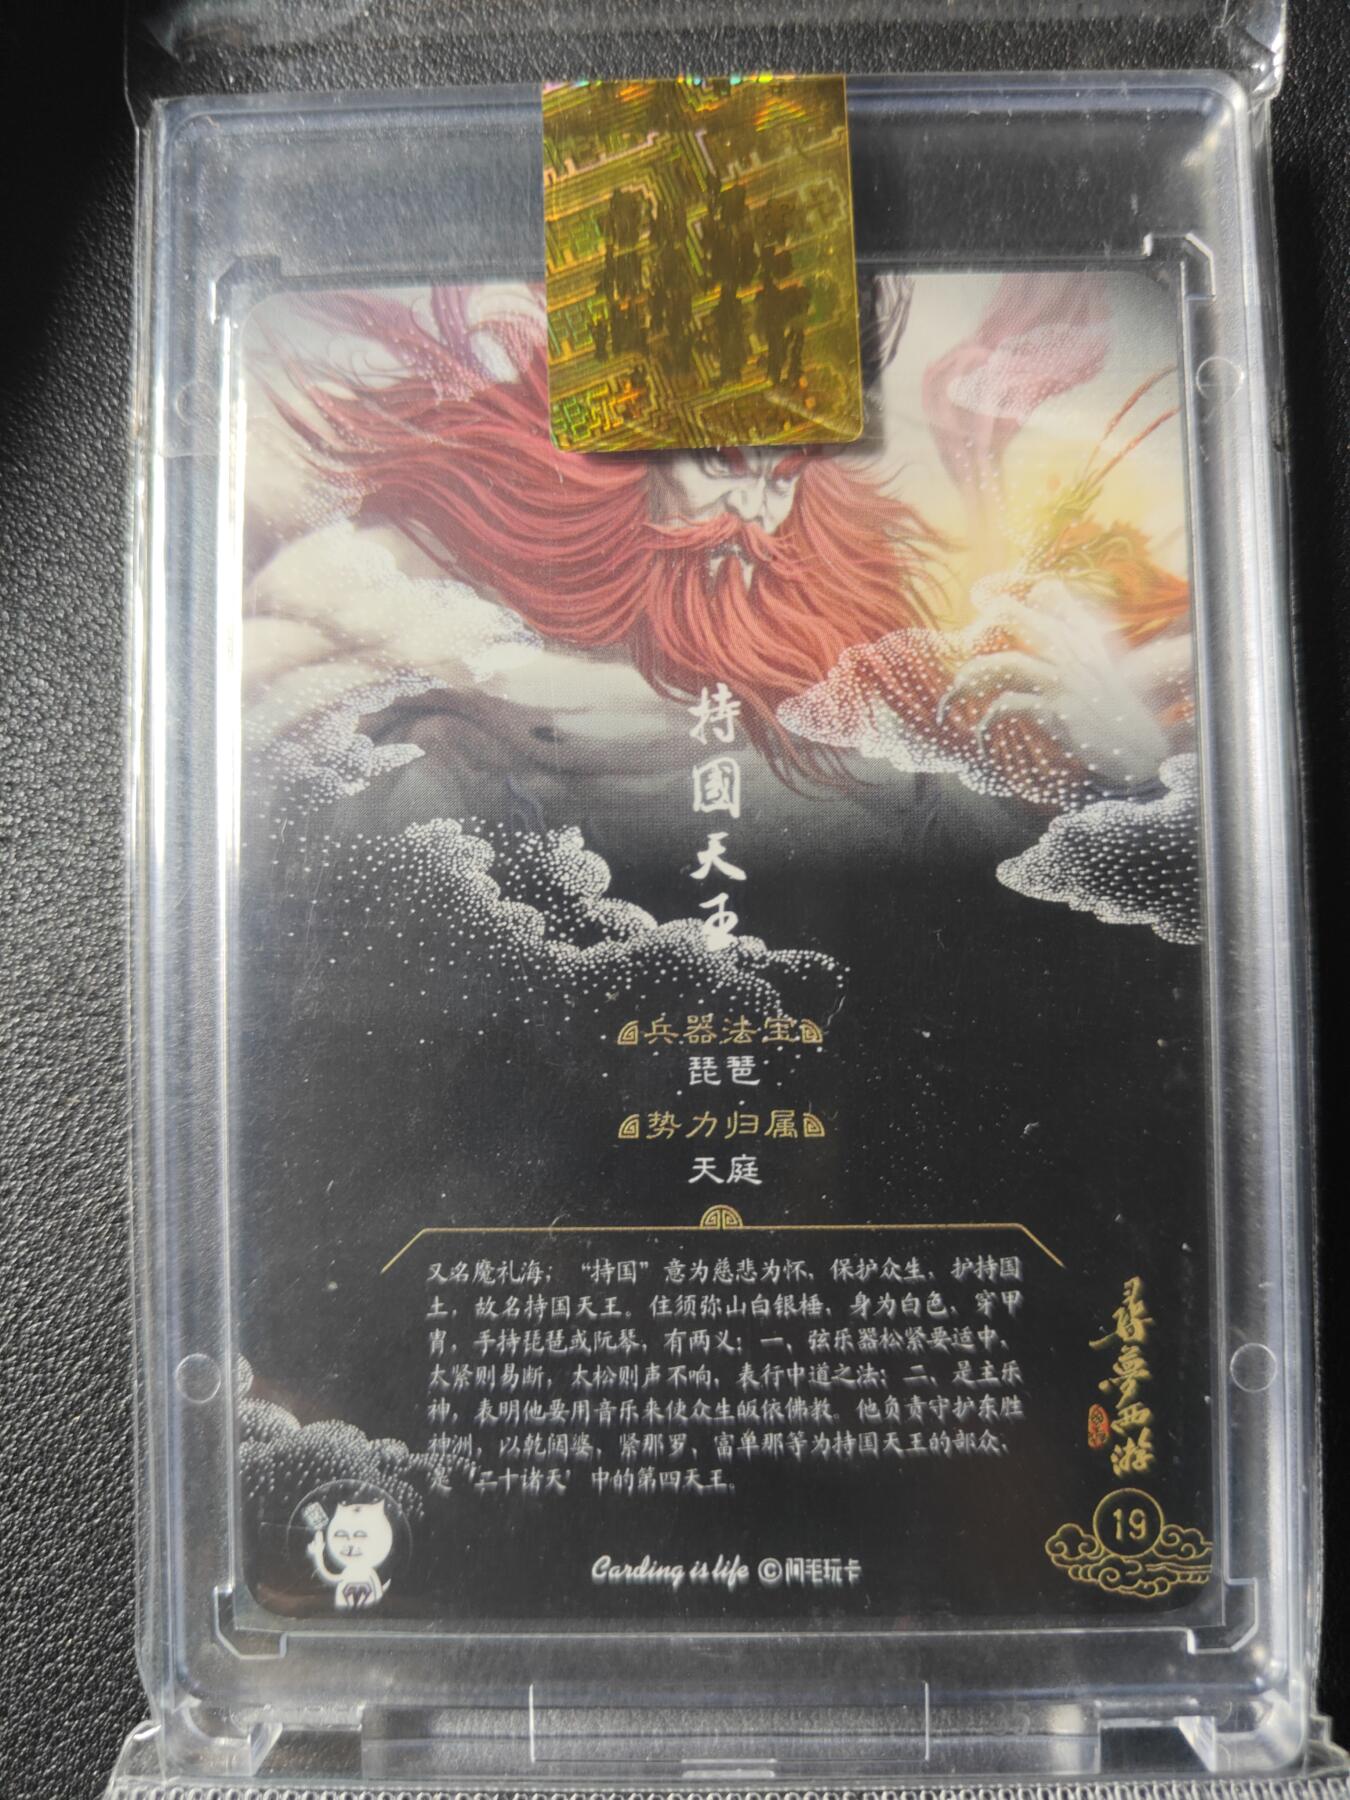 持國天王
兵器法宝
琵琶
势力归属
天庭
又名魔礼海；“持国”意为慈悲为怀，保护众生，护持国
土，故名持国天王。住须弥山白银埵，身为白色，穿甲
胄，手持琵琶或阮琴，有两义：一，弦乐器松紧要适中，
太紧则易断，太松则声不响，表行中道之法；二，是主乐
神，表明他要用音乐来使众生皈依佛教。他负责守护东胜
神洲，以乾闼婆、紧那罗、富单那等为持国天王的部众，
是“二十诸天”中的第四天王。
尋夢西游
19
Carding is life ©阿毛玩卡